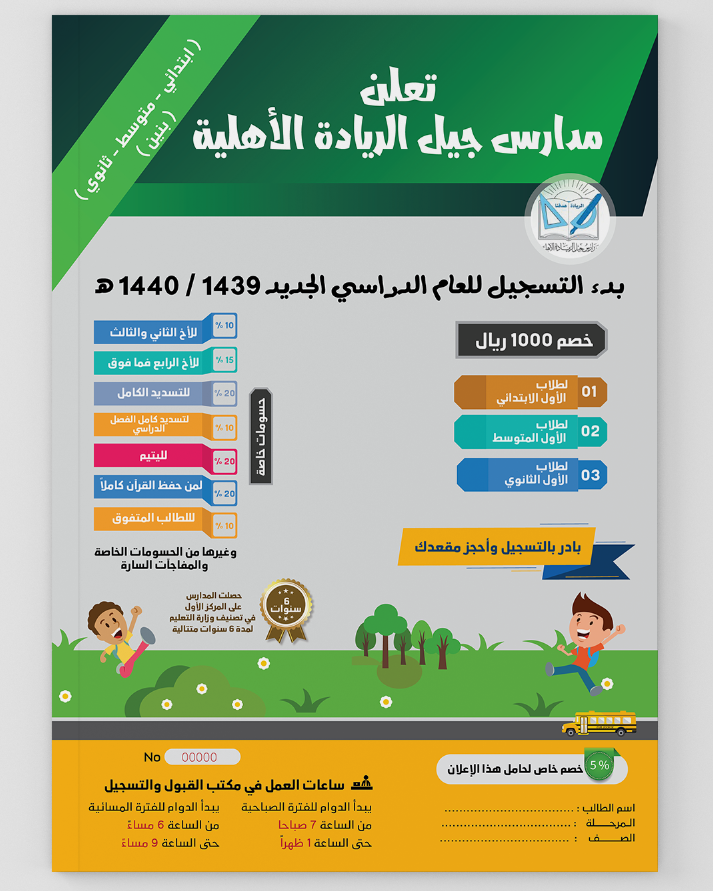 ( ابتدائي - متوسط - ثانوي )
( بنين )
تعلن
مدارس جيل الريادة الأهلية
الريادة هدفنا
بدء التسجيل للعام الدراسي الجديد 1439 / 1440 هـ
خصم 1000 ريال
01
لطلاب
الأول الابتدائي
02
لطلاب
الأول المتوسط
03
لطلاب
الأول الثانوي
حسومات خاصة
10 %
للأخ الثاني والثالث
15 %
للأخ الرابع فما فوق
20 %
للتسديد الكامل
10 %
لتسديد كامل الفصل
الدراسي
20 %
لليتيم
20 %
لمن حفظ القرآن كاملاً
10 %
للطالب المتفوق
وغيرها من الحسومات الخاصة
والمفاجآت السارة
بادر بالتسجيل وأحجز مقعدك
6
سنوات
حصلت المدارس
على المركز الأول
في تصنيف وزارة التعليم
لمدة 6 سنوات متتالية
5%
خصم خاص لحامل هذا الإعلان
اسم الطالب :
المرحلة :
الصف :
No 00000
ساعات العمل في مكتب القبول والتسجيل
يبدأ الدوام للفترة الصباحية
من الساعة 7 صباحا
حتى الساعة 1 ظهراً
يبدأ الدوام للفترة المسائية
من الساعة 6 مساءً
حتى الساعة 9 مساءً